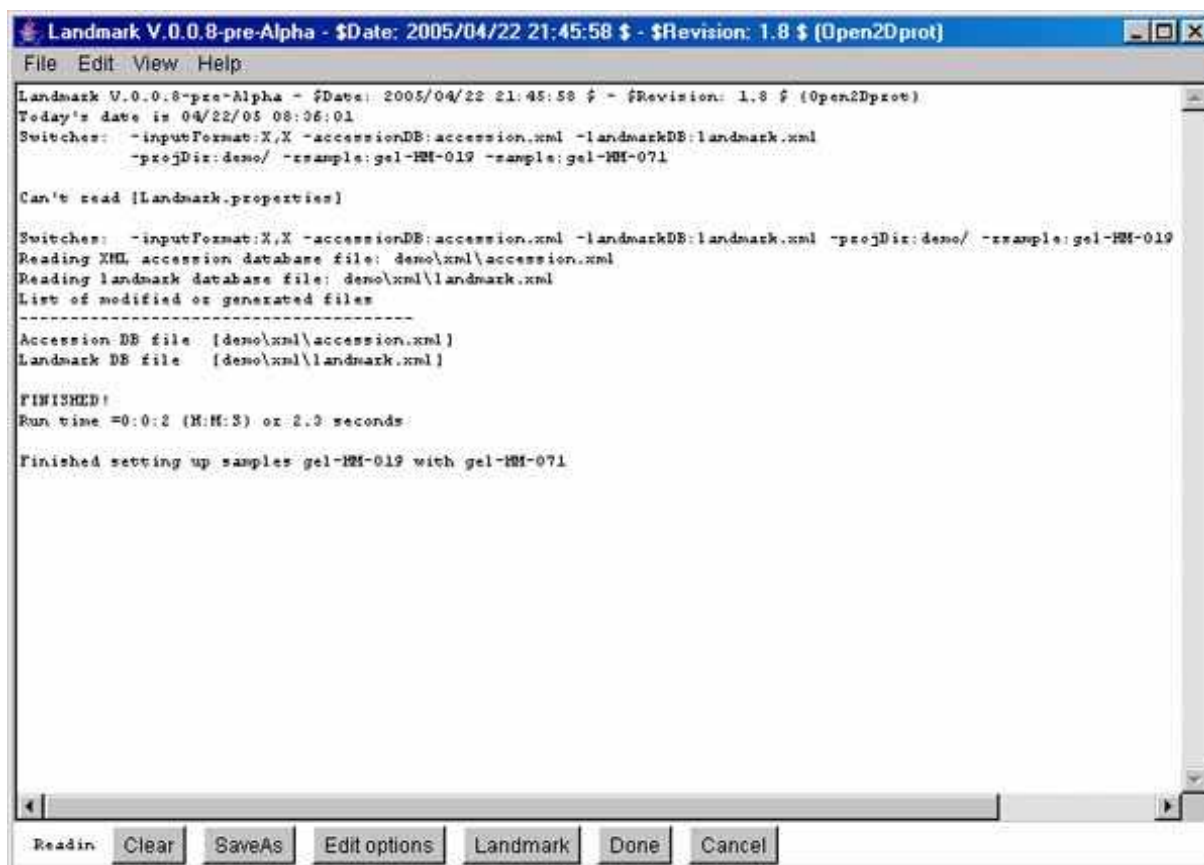 Landmark V.0.0.8-pre-Alpha - $Date: 2005/04/22 21:45:58 $ - $Revision: 1.8 $ (Open2Dprot)
File Edit View Help
Landmark V.0.0.8-pre-Alpha - $Date: 2005/04/22 21:45:58 $ - $Revision: 1.8 $ (Open2Dprot)
Today's date is 04/22/05 08:36:01
Switches: -inputFormat:X,X -accessionDB:accession.xml -landmarkDB:landmark.xml
-projDir:demo/ -rsample:gel-HM-019 -sample:gel-HM-071
Can't read [Landmark.properties]
Switches: -inputFormat:X,X -accessionDB:accession.xml -landmarkDB:landmark.xml -projDir:demo/ -rsample:gel-HM-019
Reading XML accession database file: demo\xml\accession.xml
Reading landmark database file: demo\xml\landmark.xml
List of modified or generated files
---------------------------------------
Accession DB file [demo\xml\accession.xml]
Landmark DB file [demo\xml\landmark.xml]
FINISHED!
Run time =0:0:2 (H:M:S) or 2.3 seconds
Finished setting up samples gel-HM-019 with gel-HM-071
Readin Clear SaveAs Edit options Landmark Done Cancel